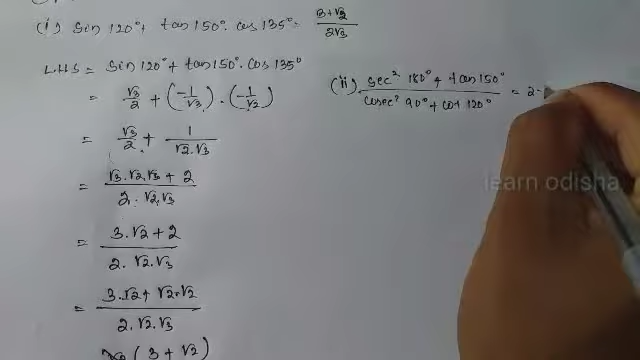 (i) sin 120° + tan 150° · cos 135° = (3+√2)/(2√3)
LHS = sin 120° + tan 150° · cos 135°
= √3/2 + (-1/√3) · (-1/√2)
= √3/2 + 1/(√2·√3)
= (√3·√2·√3 + 2)/(2·√2·√3)
= (3·√2 + 2)/(2·√2·√3)
= (3·√2 + √2·√2)/(2·√2·√3)
(3 + √2)
(ii) (sec² 180° + tan 150°)/(cosec² 90° + cot 120°) = 2-
learn odisha